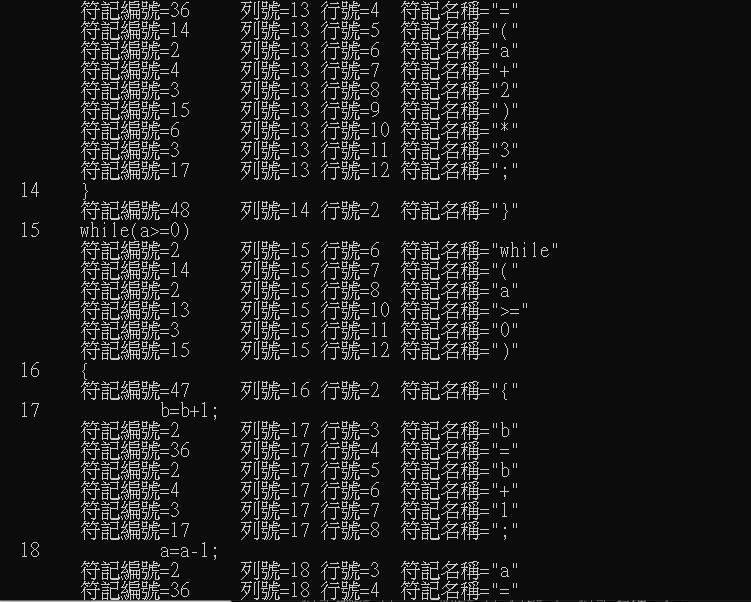 符記編號=36 列號=13 行號=4 符記名稱="="
符記編號=14 列號=13 行號=5 符記名稱="("
符記編號=2 列號=13 行號=6 符記名稱="a"
符記編號=4 列號=13 行號=7 符記名稱="+"
符記編號=3 列號=13 行號=8 符記名稱="2"
符記編號=15 列號=13 行號=9 符記名稱=")"
符記編號=6 列號=13 行號=10 符記名稱="*"
符記編號=3 列號=13 行號=11 符記名稱="3"
符記編號=17 列號=13 行號=12 符記名稱=";"
14 }
符記編號=48 列號=14 行號=2 符記名稱="}"
15 while(a>=0)
符記編號=2 列號=15 行號=6 符記名稱="while"
符記編號=14 列號=15 行號=7 符記名稱="("
符記編號=2 列號=15 行號=8 符記名稱="a"
符記編號=13 列號=15 行號=10 符記名稱=">="
符記編號=3 列號=15 行號=11 符記名稱="0"
符記編號=15 列號=15 行號=12 符記名稱=")"
16 {
符記編號=47 列號=16 行號=2 符記名稱="{"
17 b=b+1;
符記編號=2 列號=17 行號=3 符記名稱="b"
符記編號=36 列號=17 行號=4 符記名稱="="
符記編號=2 列號=17 行號=5 符記名稱="b"
符記編號=4 列號=17 行號=6 符記名稱="+"
符記編號=3 列號=17 行號=7 符記名稱="1"
符記編號=17 列號=17 行號=8 符記名稱=";"
18 a=a-1;
符記編號=2 列號=18 行號=3 符記名稱="a"
符記編號=36 列號=18 行號=4 符記名稱="="